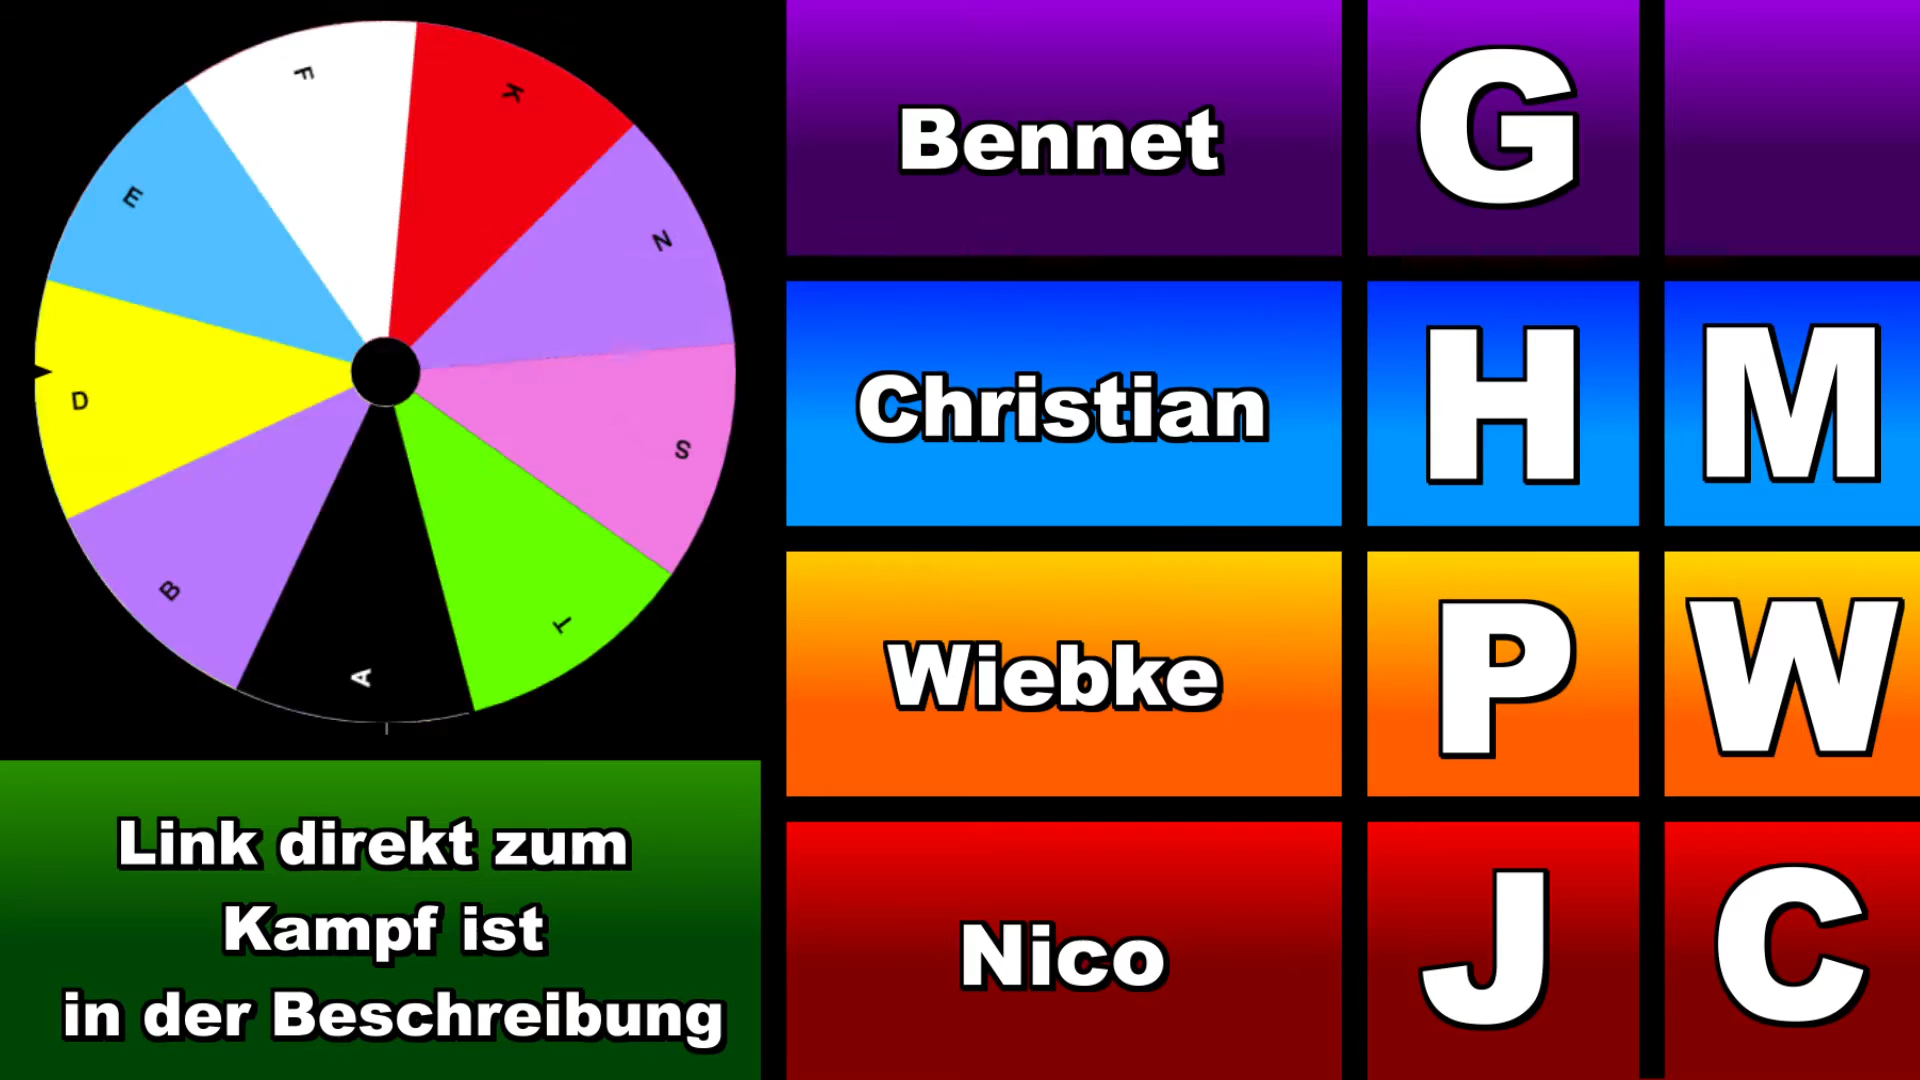 F
K
E
N
D
S
B
T
A
Bennet G
Christian H M
Wiebke P W
Nico J C
Link direkt zum
Kampf ist
in der Beschreibung